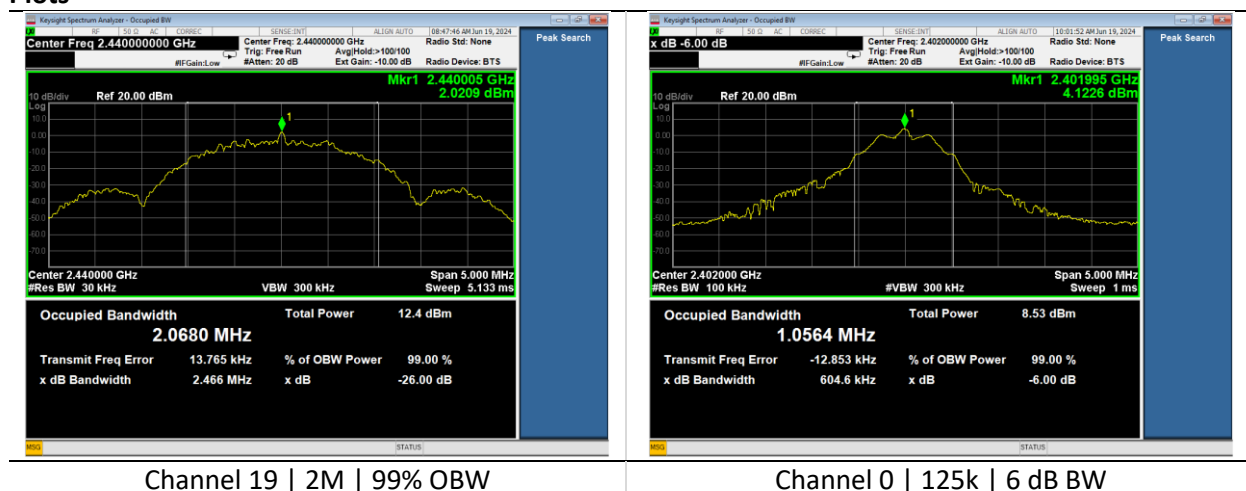 Plots
Keysight Spectrum Analyzer - Occupied BW
RF 50 Ω AC CORREC SENSE:INT ALIGN AUTO 08:47:46 AM Jun 19, 2024
Center Freq 2.440000000 GHz
Center Freq: 2.440000000 GHz Radio Std: None
Trig: Free Run Avg|Hold:>100/100
#IFGain:Low #Atten: 20 dB Ext Gain: -10.00 dB Radio Device: BTS
Peak Search
Mkr1 2.440005 GHz
2.0209 dBm
10 dB/div Ref 20.00 dBm
Log
10.0
0.00
-10.0
-20.0
-30.0
-40.0
-50.0
-60.0
-70.0
1
Center 2.440000 GHz Span 5.000 MHz
#Res BW 30 kHz VBW 300 kHz Sweep 5.133 ms
Occupied Bandwidth Total Power 12.4 dBm
2.0680 MHz
Transmit Freq Error 13.765 kHz % of OBW Power 99.00 %
x dB Bandwidth 2.466 MHz x dB -26.00 dB
MSG STATUS
Channel 19 | 2M | 99% OBW
Keysight Spectrum Analyzer - Occupied BW
RF 50 Ω AC CORREC SENSE:INT ALIGN AUTO 10:01:52 AM Jun 19, 2024
x dB -6.00 dB
Center Freq: 2.402000000 GHz Radio Std: None
Trig: Free Run Avg|Hold:>100/100
#IFGain:Low #Atten: 20 dB Ext Gain: -10.00 dB Radio Device: BTS
Peak Search
Mkr1 2.401995 GHz
4.1226 dBm
10 dB/div Ref 20.00 dBm
Log
10.0
0.00
-10.0
-20.0
-30.0
-40.0
-50.0
-60.0
-70.0
1
Center 2.402000 GHz Span 5.000 MHz
#Res BW 100 kHz #VBW 300 kHz Sweep 1 ms
Occupied Bandwidth Total Power 8.53 dBm
1.0564 MHz
Transmit Freq Error -12.853 kHz % of OBW Power 99.00 %
x dB Bandwidth 604.6 kHz x dB -6.00 dB
MSG STATUS
Channel 0 | 125k | 6 dB BW